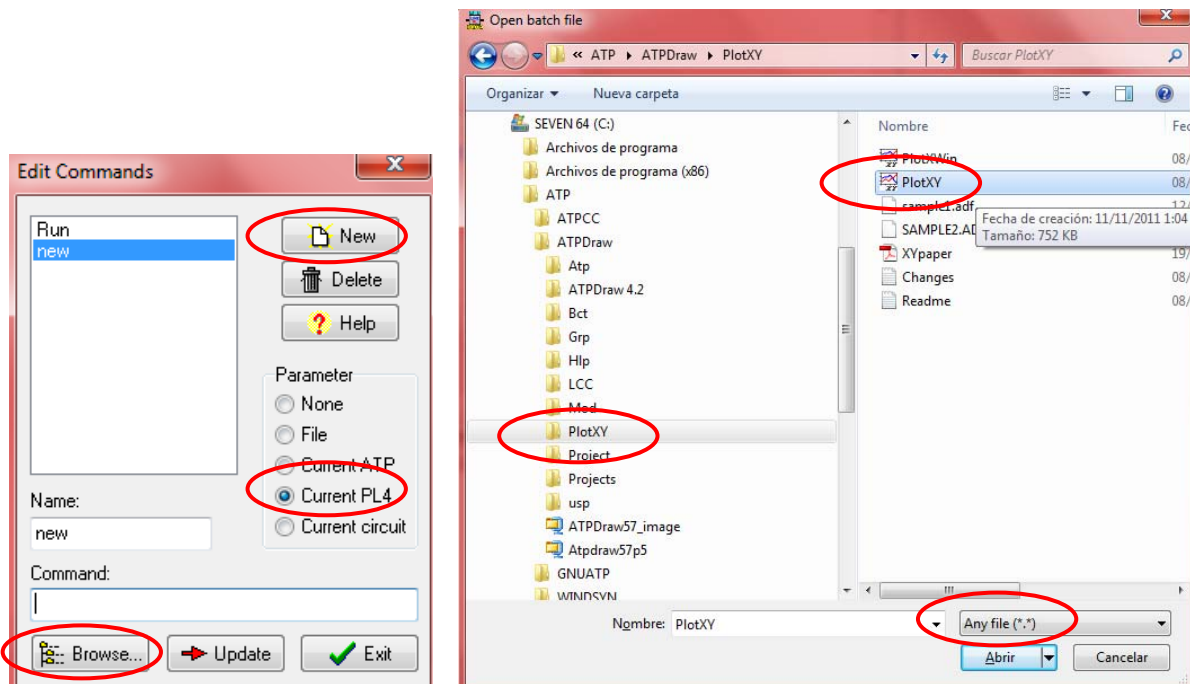 Edit Commands
Run
new
New
Delete
Help
Parameter
None
File
Current ATP
Current PL4
Current circuit
Name:
new
Command:
Browse...
Update
Exit
Open batch file
« ATP ▸ ATPDraw ▸ PlotXY
Buscar PlotXY
Organizar
Nueva carpeta
SEVEN 64 (C:)
Archivos de programa
Archivos de programa (x86)
ATP
ATPCC
ATPDraw
Atp
ATPDraw 4.2
Bct
Grp
Hlp
LCC
Mod
PlotXY
Project
Projects
usp
ATPDraw57_image
Atpdraw57p5
GNUATP
WINDSYN
Nombre
Fec
PlotXWin
08/
PlotXY
08/
sample1.adf
12/
SAMPLE2.AD
Fecha de creación: 11/11/2011 1:04
Tamaño: 752 KB
XYpaper
19/
Changes
08/
Readme
08/
Nombre:
PlotXY
Any file (*.*)
Abrir
Cancelar